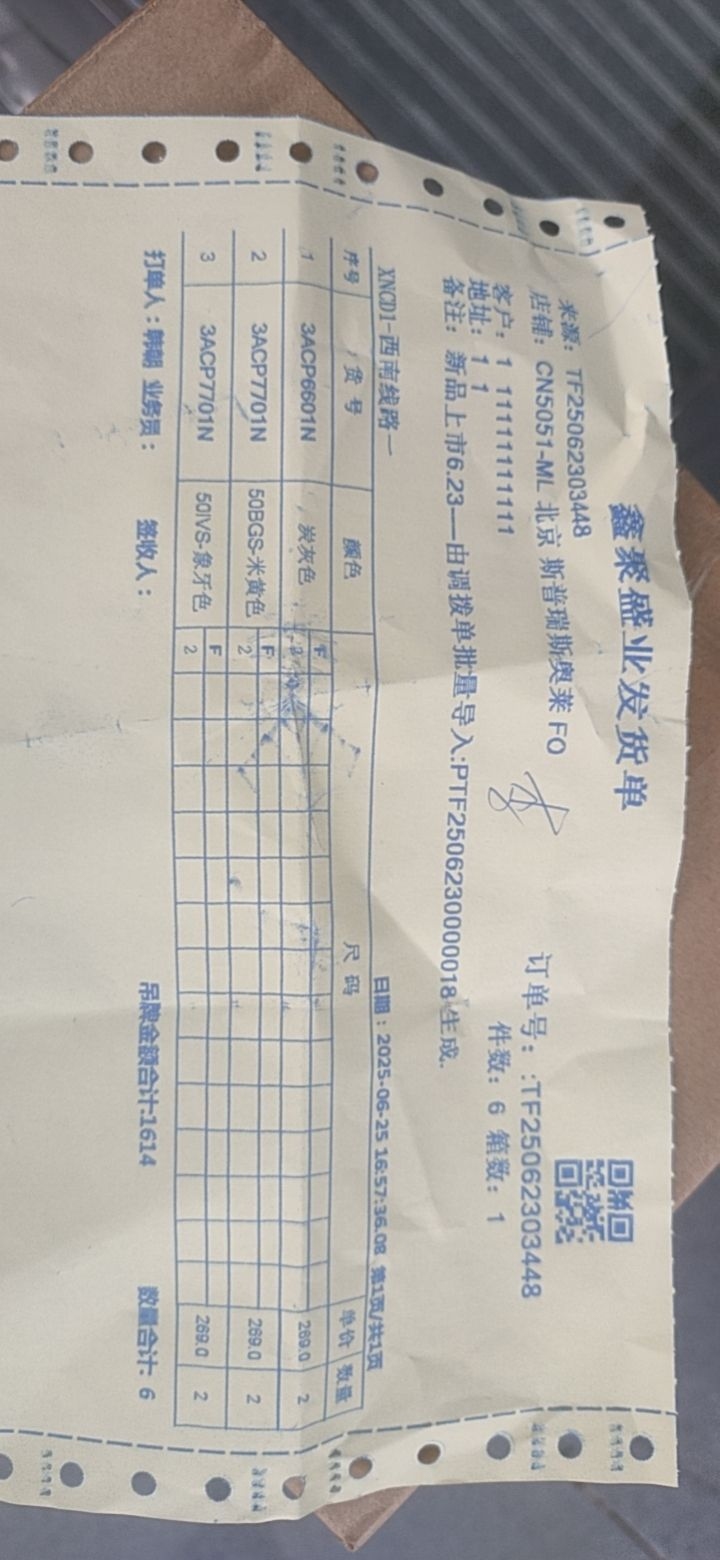 鑫聚盛业发货单
来源: TF25062303448
店铺: CN5051-ML 北京 斯普瑞斯奥莱 FO 订单号: :TF25062303448
客户: 1 11111111111 件数: 6 箱数: 1
地址: 1 1
备注: 新品上市6.23—由调拨单批量导入:PTF250623000018生成.
XNCD1-西南线路一 日期: 2025-06-25 16:57:36.08 第1页/共1页
序号 货号 颜色 尺码 单价 数量
1 3ACP6601N 炭灰色 F 269.0 2
2
2 3ACP7701N 50BGS-米黄色 F 269.0 2
2
3 3ACP7701N 50IVS-象牙色 F 269.0 2
2
打单人: 韩朝 业务员: 签收人: 吊牌金额合计:1614 数量合计: 6